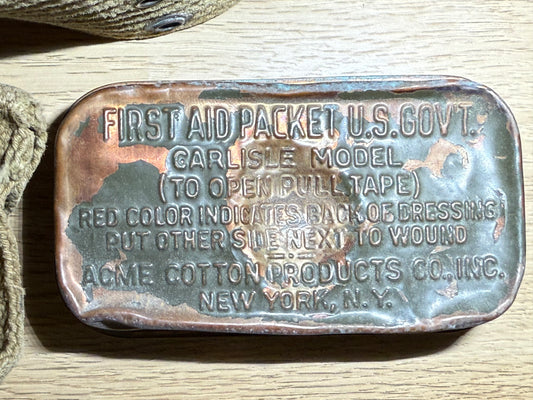 FIRST AID PACKET U.S. GOV'T.
CARLISLE MODEL
(TO OPEN PULL TAPE)
RED COLOR INDICATES BACK OF DRESSING
PUT OTHER SIDE NEXT TO WOUND
ACME COTTON PRODUCTS CO., INC.
NEW YORK, N.Y.